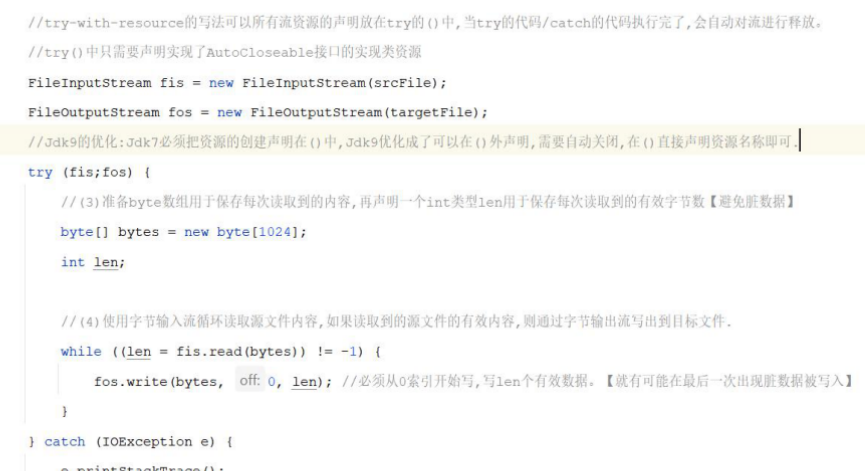 //try-with-resource的写法可以所有流资源的声明放在try的()中,当try的代码/catch的代码执行完了,会自动对流进行释放。
//try()中只需要声明实现了AutoCloseable接口的实现类资源
FileInputStream fis = new FileInputStream(srcFile);
FileOutputStream fos = new FileOutputStream(targetFile);
//Jdk9的优化:Jdk7必须把资源的创建声明在()中,Jdk9优化成了可以在()外声明,需要自动关闭,在()直接声明资源名称即可.
try (fis;fos) {
//(3)准备byte数组用于保存每次读取到的内容,再声明一个int类型len用于保存每次读取到的有效字节数【避免脏数据】
byte[] bytes = new byte[1024];
int len;
//(4)使用字节输入流循环读取源文件内容,如果读取到的源文件的有效内容,则通过字节输出流写出到目标文件.
while ((len = fis.read(bytes)) != -1) {
fos.write(bytes, off: 0, len); //必须从0索引开始写,写len个有效数据。【就有可能在最后一次出现脏数据被写入】
}
} catch (IOException e) {
e.printStackTrace();